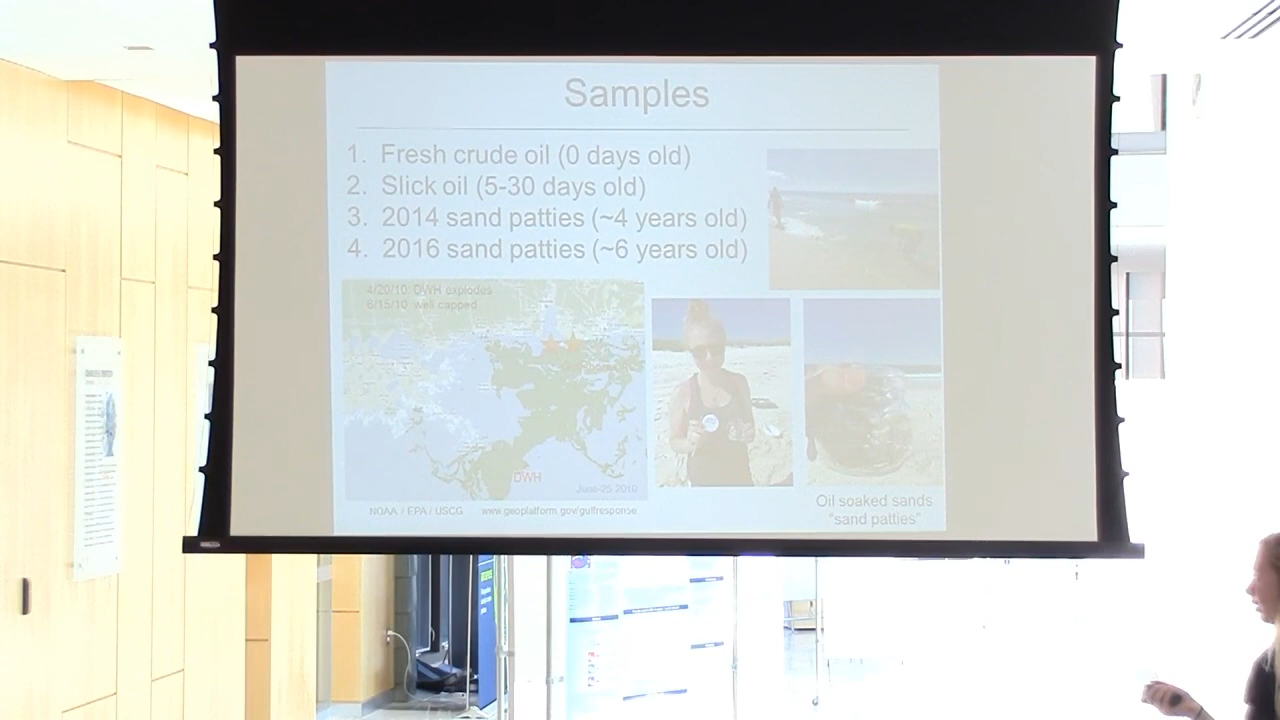 Samples
1. Fresh crude oil (0 days old)
2. Slick oil (5-30 days old)
3. 2014 sand patties (~4 years old)
4. 2016 sand patties (~6 years old)
4/20/10: DWH explodes
6/15/10: well capped
DWH
June-25 2010
NOAA / EPA / USCG www.geoplatform.gov/gulfresponse
Oil soaked sands
"sand patties"